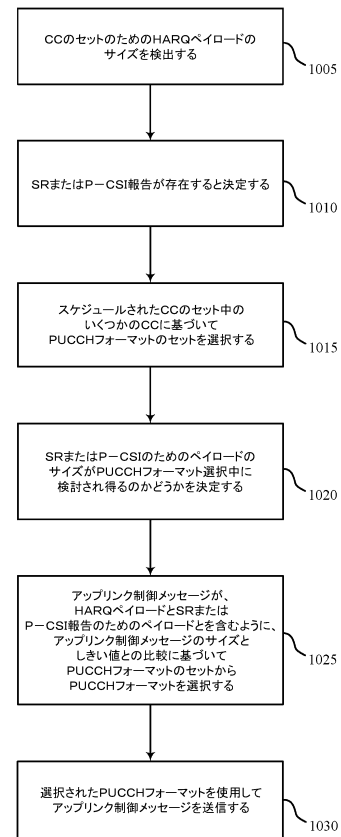 CCのセットのためのHARQペイロードの
サイズを検出する
1005
SRまたはP-CSI報告が存在すると決定する
1010
スケジュールされたCCのセット中の
いくつかのCCに基づいて
PUCCHフォーマットのセットを選択する
1015
SRまたはP-CSIのためのペイロードの
サイズがPUCCHフォーマット選択中に
検討され得るのかどうかを決定する
1020
アップリンク制御メッセージが、
HARQペイロードとSRまたは
P-CSI報告のためのペイロードとを含むように、
アップリンク制御メッセージのサイズと
しきい値との比較に基づいて
PUCCHフォーマットのセットから
PUCCHフォーマットを選択する
1025
選択されたPUCCHフォーマットを使用して
アップリンク制御メッセージを送信する
1030